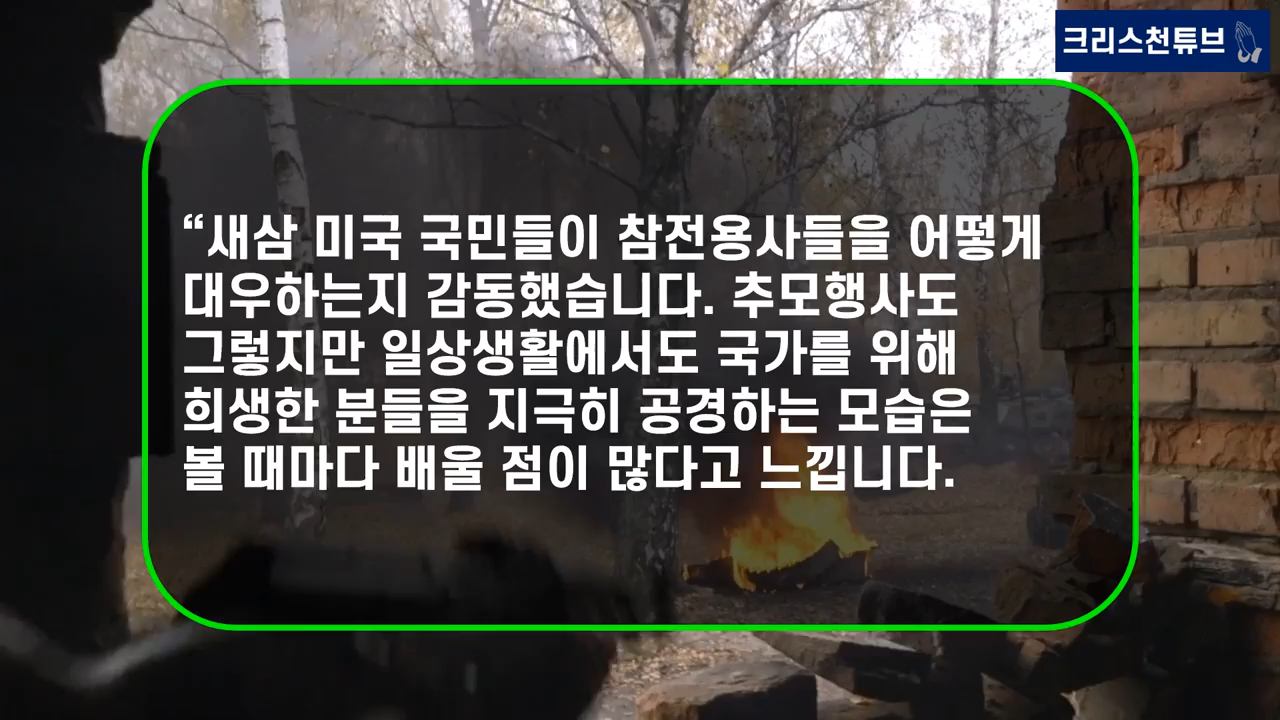 크리스천튜브
“새삼 미국 국민들이 참전용사들을 어떻게
대우하는지 감동했습니다. 추모행사도
그렇지만 일상생활에서도 국가를 위해
희생한 분들을 지극히 공경하는 모습은
볼 때마다 배울 점이 많다고 느낍니다.